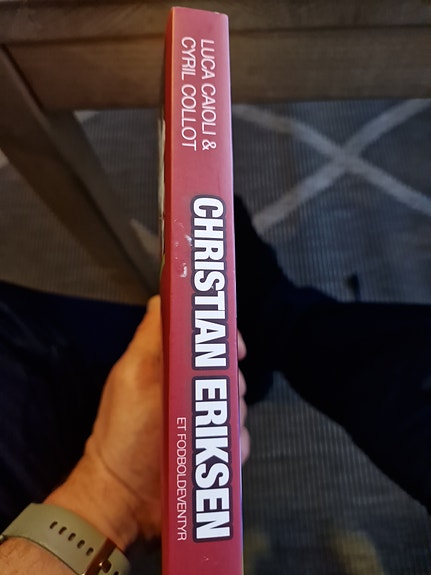 LUCA CAIOLI &
CYRIL COLLOT
CHRISTIAN ERIKSEN
ET FODBOLDEVENTYR